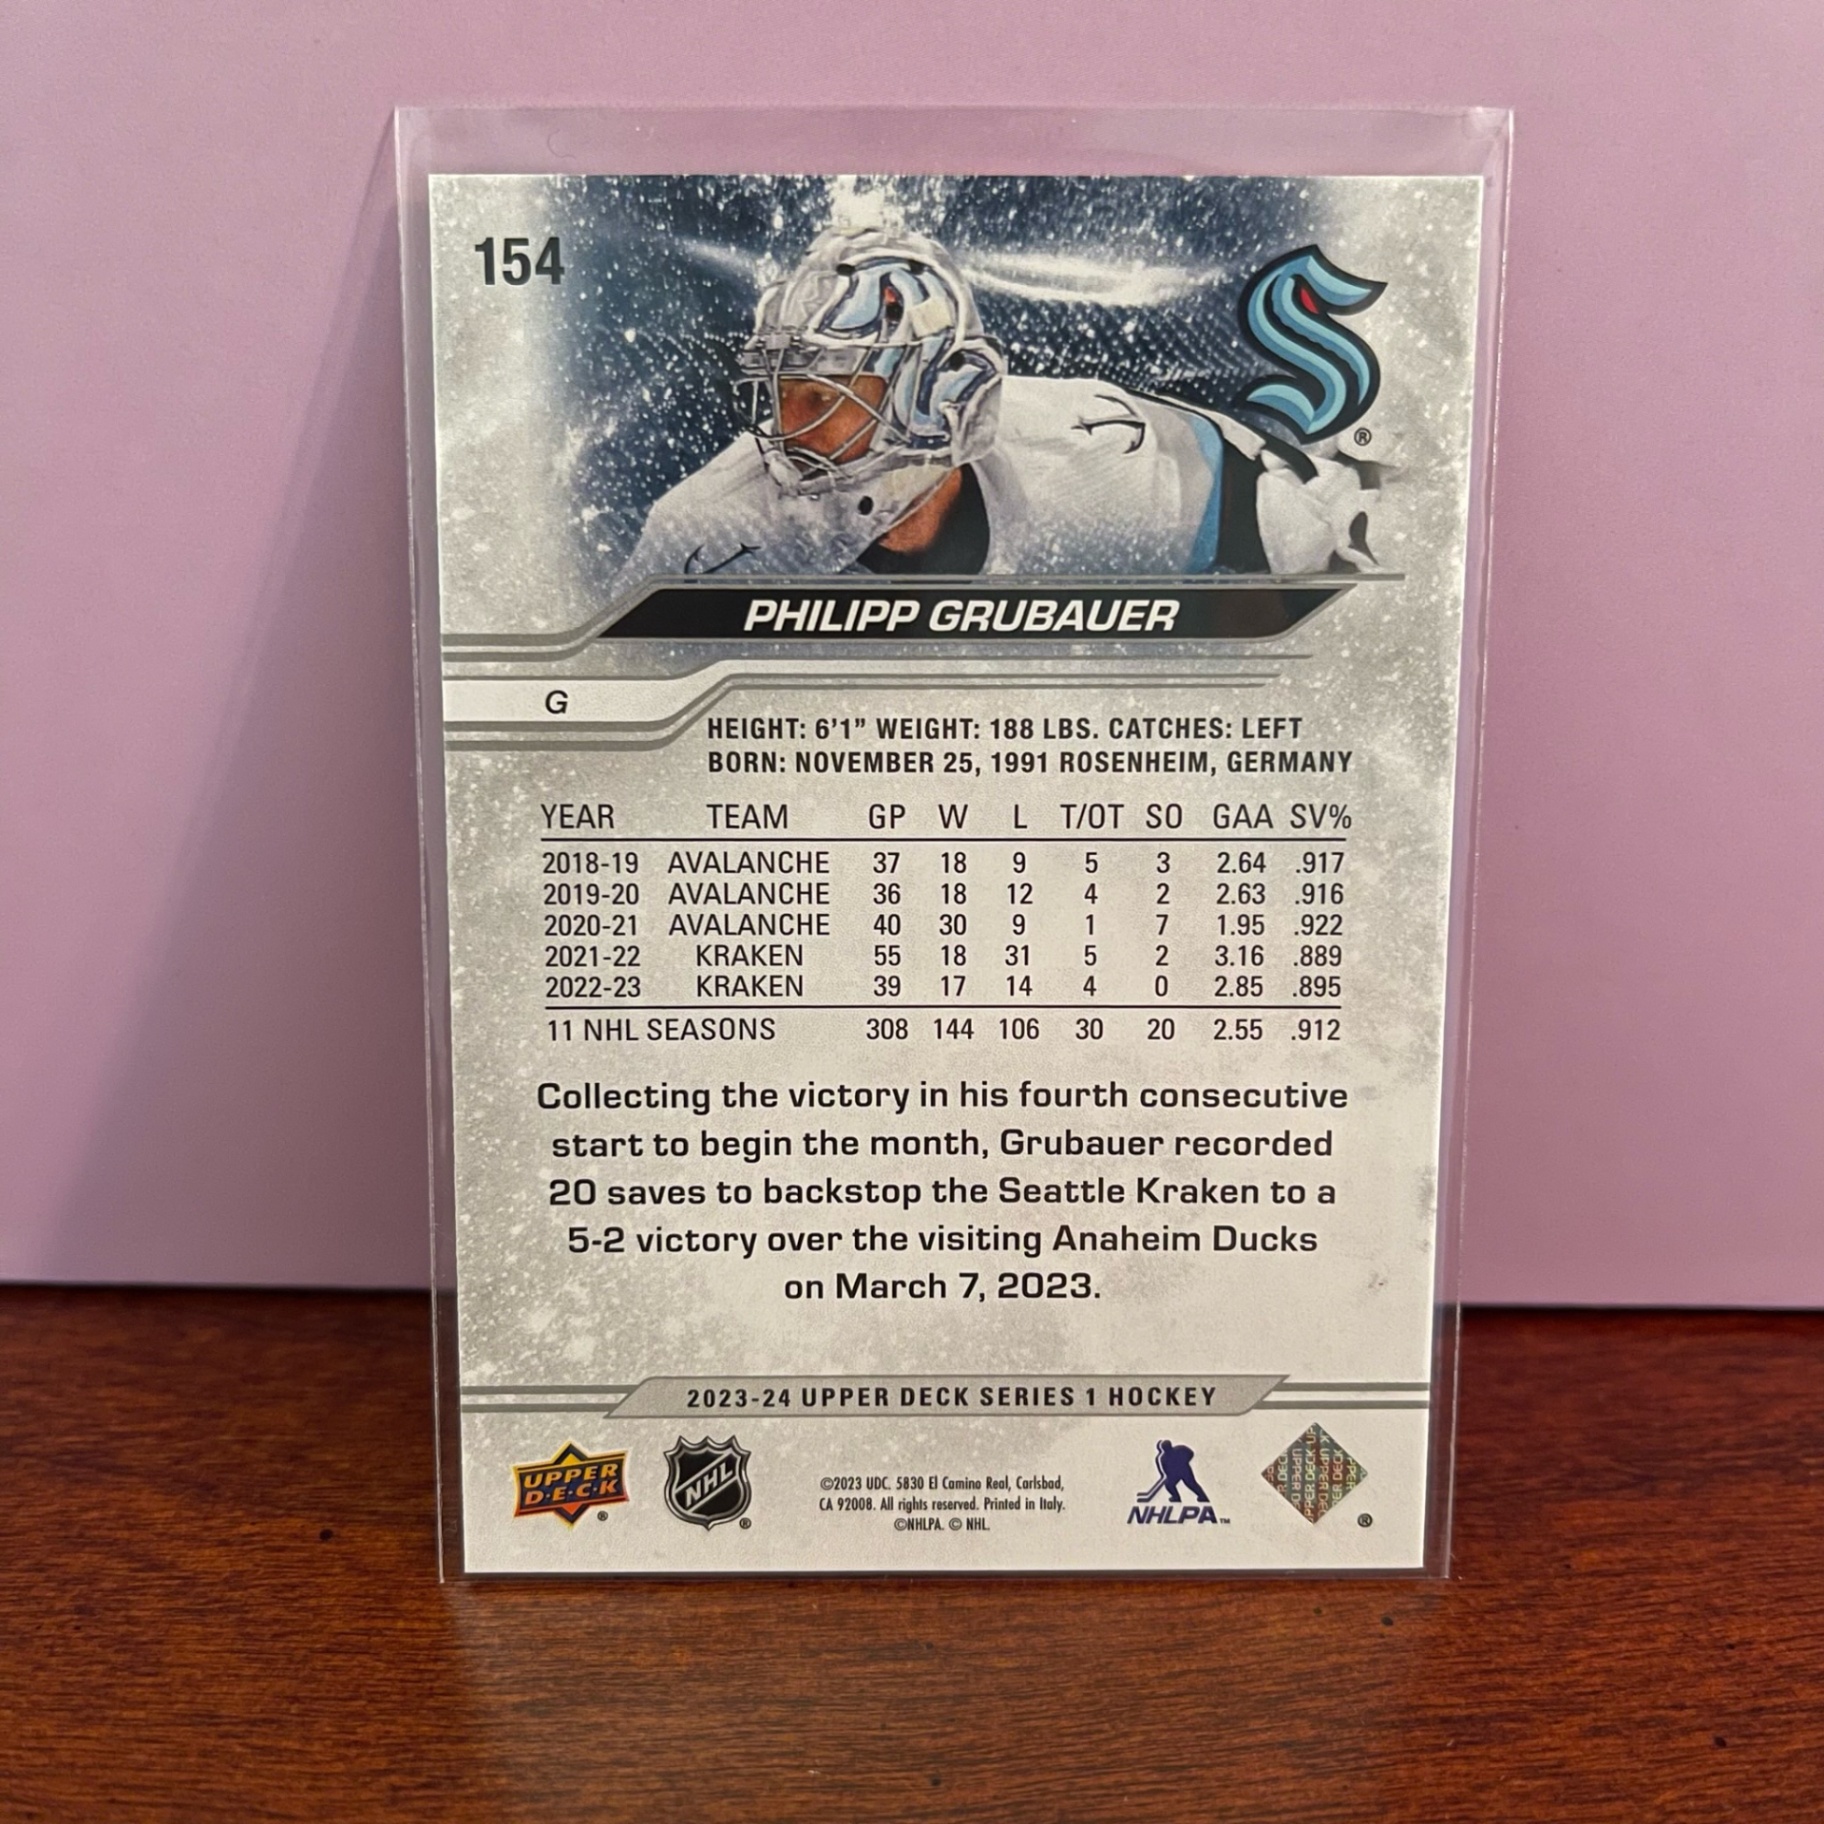 154
®
PHILIPP GRUBAUER
G
HEIGHT: 6'1” WEIGHT: 188 LBS. CATCHES: LEFT
BORN: NOVEMBER 25, 1991 ROSENHEIM, GERMANY
YEAR TEAM GP W L T/OT SO GAA SV%
2018-19 AVALANCHE 37 18 9 5 3 2.64 .917
2019-20 AVALANCHE 36 18 12 4 2 2.63 .916
2020-21 AVALANCHE 40 30 9 1 7 1.95 .922
2021-22 KRAKEN 55 18 31 5 2 3.16 .889
2022-23 KRAKEN 39 17 14 4 0 2.85 .895
11 NHL SEASONS 308 144 106 30 20 2.55 .912
Collecting the victory in his fourth consecutive
start to begin the month, Grubauer recorded
20 saves to backstop the Seattle Kraken to a
5-2 victory over the visiting Anaheim Ducks
on March 7, 2023.
2023-24 UPPER DECK SERIES 1 HOCKEY
UPPER
D·E·C·K
®
NHL
®
©2023 UDC. 5830 El Camino Real, Carlsbad,
CA 92008. All rights reserved. Printed in Italy.
©NHLPA. © NHL.
NHLPA™
UPPER DECK
®